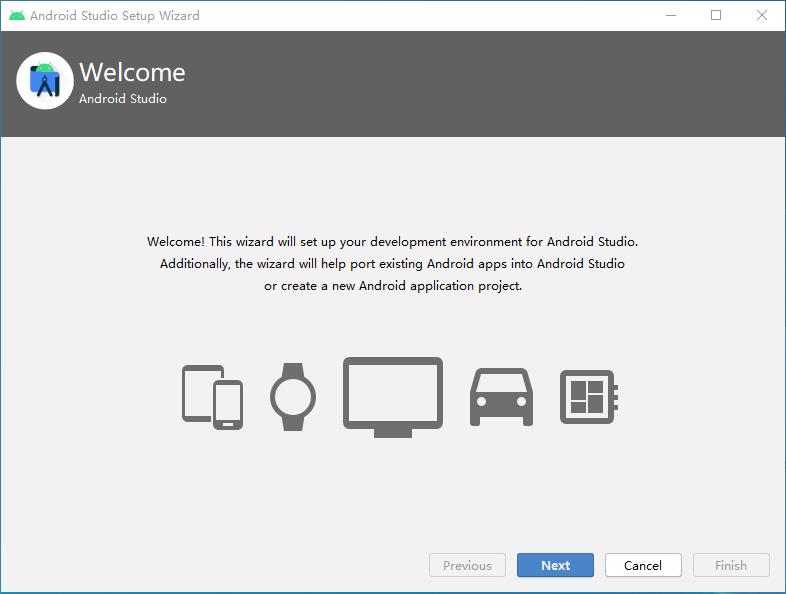 Android Studio Setup Wizard
Welcome
Android Studio
Welcome! This wizard will set up your development environment for Android Studio.
Additionally, the wizard will help port existing Android apps into Android Studio
or create a new Android application project.
Previous
Next
Cancel
Finish